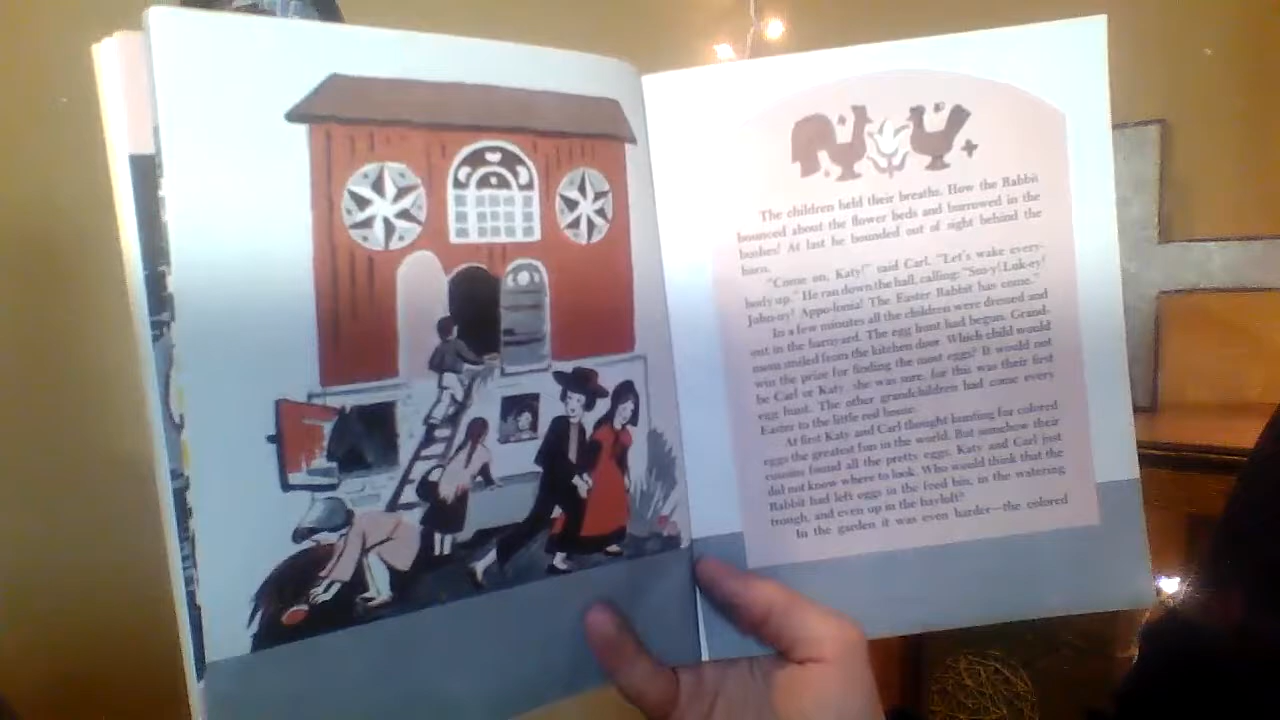 The children held their breaths. How the Rabbit
bounced about the flower beds and burrowed in the
bushes! At last he bounded out of sight behind the
barn.
"Come on, Katy!" said Carl. "Let's wake every-
body up." He ran down the hall, calling: "Sus-y! Luk-ey!
John-ny! Appo-lonia! The Easter Rabbit has come."
In a few minutes all the children were dressed and
out in the barnyard. The egg hunt had begun. Grand-
mom smiled from the kitchen door. Which child would
win the prize for finding the most eggs? It would not
be Carl or Katy she was sure, for this was their first
egg hunt. The other grandchildren had come every
Easter to the little red house.
At first Katy and Carl thought hunting for colored
eggs the greatest fun in the world. But somehow their
cousins found all the pretty eggs. Katy and Carl just
did not know where to look. Who would think that the
Rabbit had left eggs in the feed bin, in the watering
trough, and even up in the hayloft?
In the garden it was even harder—the colored